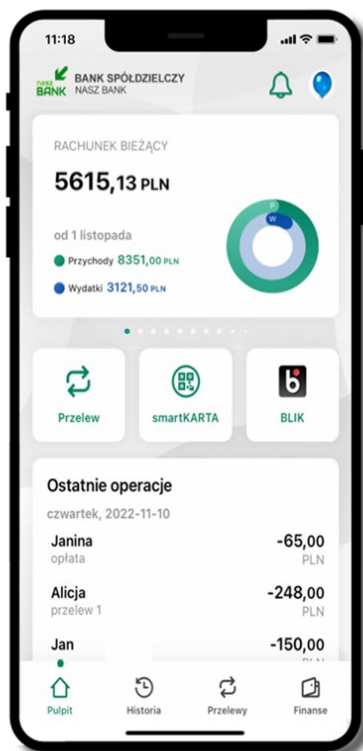 11:18
nasz
BANK
BANK SPÓŁDZIELCZY
NASZ BANK
RACHUNEK BIEŻĄCY
5615,13 PLN
od 1 listopada
Przychody 8351,00 PLN
Wydatki 3121,50 PLN
P
W
Przelew
smartKARTA
BLIK
Ostatnie operacje
czwartek, 2022-11-10
Janina
-65,00
opłata
PLN
Alicja
-248,00
przelew 1
PLN
Jan
-150,00
Pulpit
Historia
Przelewy
Finanse